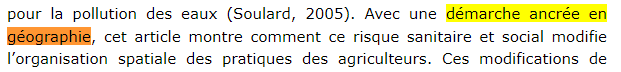 pour la pollution des eaux (Soulard, 2005). Avec une démarche ancrée en
géographie, cet article montre comment ce risque sanitaire et social modifie
l’organisation spatiale des pratiques des agriculteurs. Ces modifications de